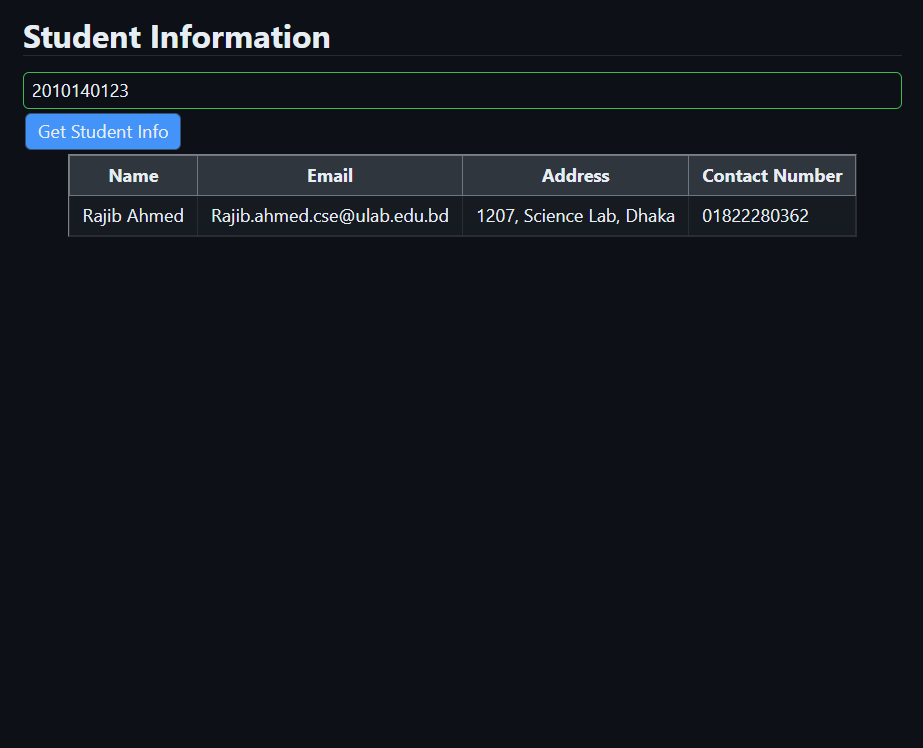 Student Information
2010140123
Get Student Info
Name Email Address Contact Number
Rajib Ahmed Rajib.ahmed.cse@ulab.edu.bd 1207, Science Lab, Dhaka 01822280362